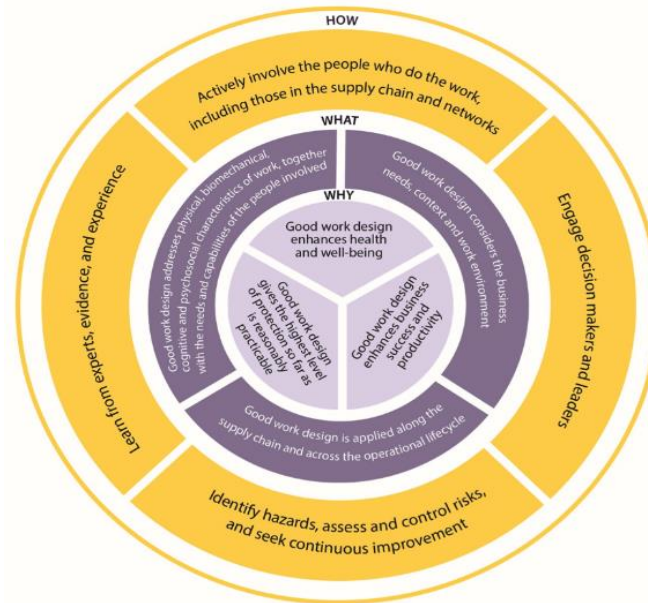 HOW
Actively involve the people who do the work,
including those in the supply chain and networks
Engage decision makers and leaders
Identify hazards, assess and control risks,
and seek continuous improvement
Learn from experts, evidence, and experience
WHAT
Good work design addresses physical, biomechanical,
cognitive and psychosocial characteristics of work, together
with the needs and capabilities of the people involved
Good work design considers the business
needs, context and work environment
Good work design is applied along the
supply chain and across the operational lifecycle
WHY
Good work design
enhances health
and well-being
Good work design
gives the highest level
of protection so far as
is reasonably
practicable
Good work design
enhances business
success and
productivity